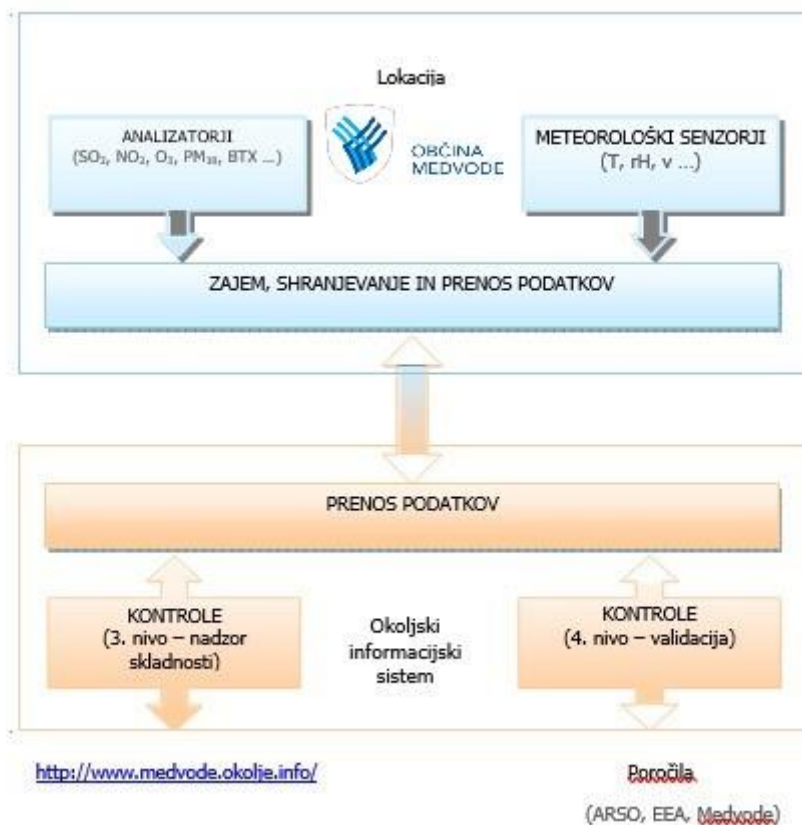 Lokacija
ANALIZATORJI
(SO₂, NO₂, O₃, PM₁₀, BTX ...)
OBČINA
MEDVODE
METEOROLOŠKI SENZORJI
(T, rH, v ...)
ZAJEM, SHRANJEVANJE IN PRENOS PODATKOV
PRENOS PODATKOV
KONTROLE
(3. nivo – nadzor
skladnosti)
Okoljski
informacijski
sistem
KONTROLE
(4. nivo – validacija)
http://www.medvode.okolje.info/
Poročila
(ARSO, EEA, Medvode)